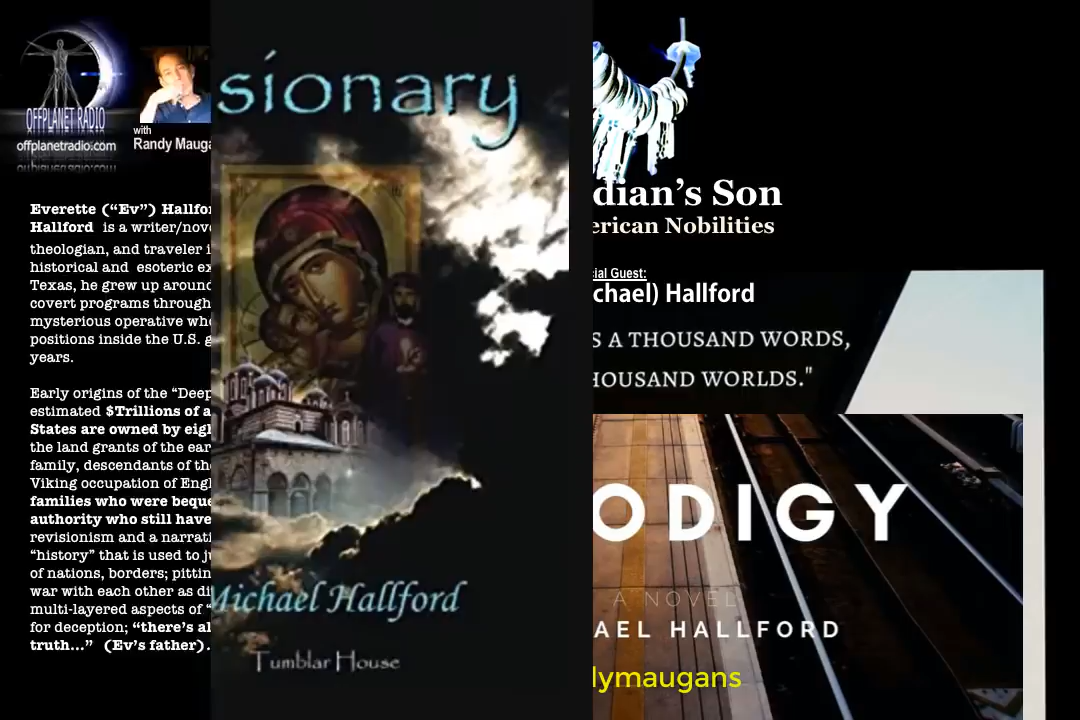 OFFPLANET RADIO
offplanetradio.com
with
Randy Mauga
Everette ("Ev") Hallfor
Hallford is a writer/nove
theologian, and traveler i
historical and esoteric ex
Texas, he grew up around
covert programs through
mysterious operative who
positions inside the U.S. g
years.
Early origins of the “Deep
estimated $Trillions of a
States are owned by eigh
the land grants of the ear
family, descendants of the
Viking occupation of Engl
families who were beque
authority who still have
revisionism and a narrati
“history” that is used to ju
of nations, borders; pittin
war with each other as di
multi-layered aspects of “
for deception; “there’s al
truth...” (Ev’s father).
sionary
Michael Hallford
Tumblar House
dian’s Son
erican Nobilities
cial Guest:
chael) Hallford
S A THOUSAND WORDS,
HOUSAND WORLDS."
ODIGY
A NOVEL
AEL HALLFORD
dymaugans